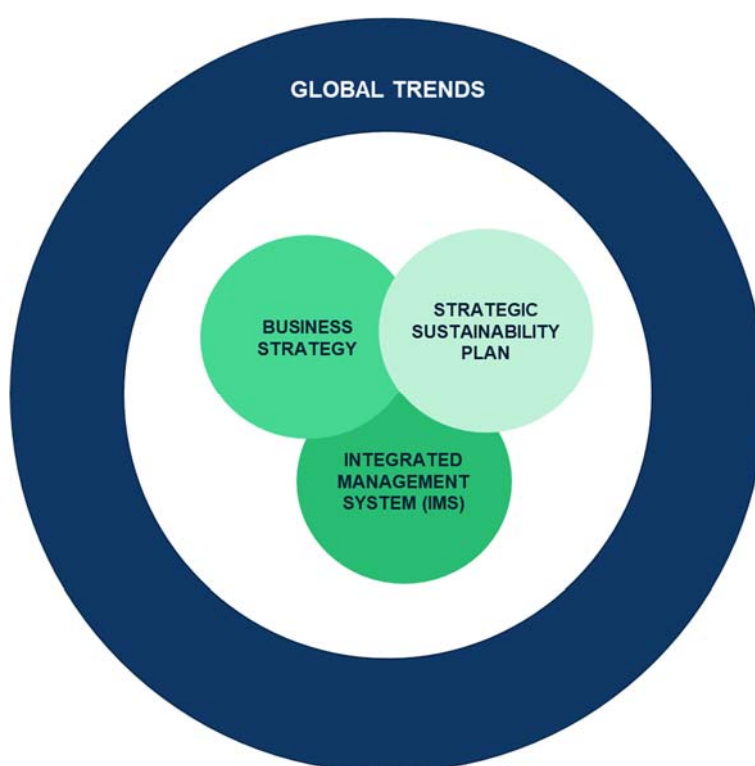 GLOBAL TRENDS
BUSINESS
STRATEGY
STRATEGIC
SUSTAINABILITY
PLAN
INTEGRATED
MANAGEMENT
SYSTEM (IMS)